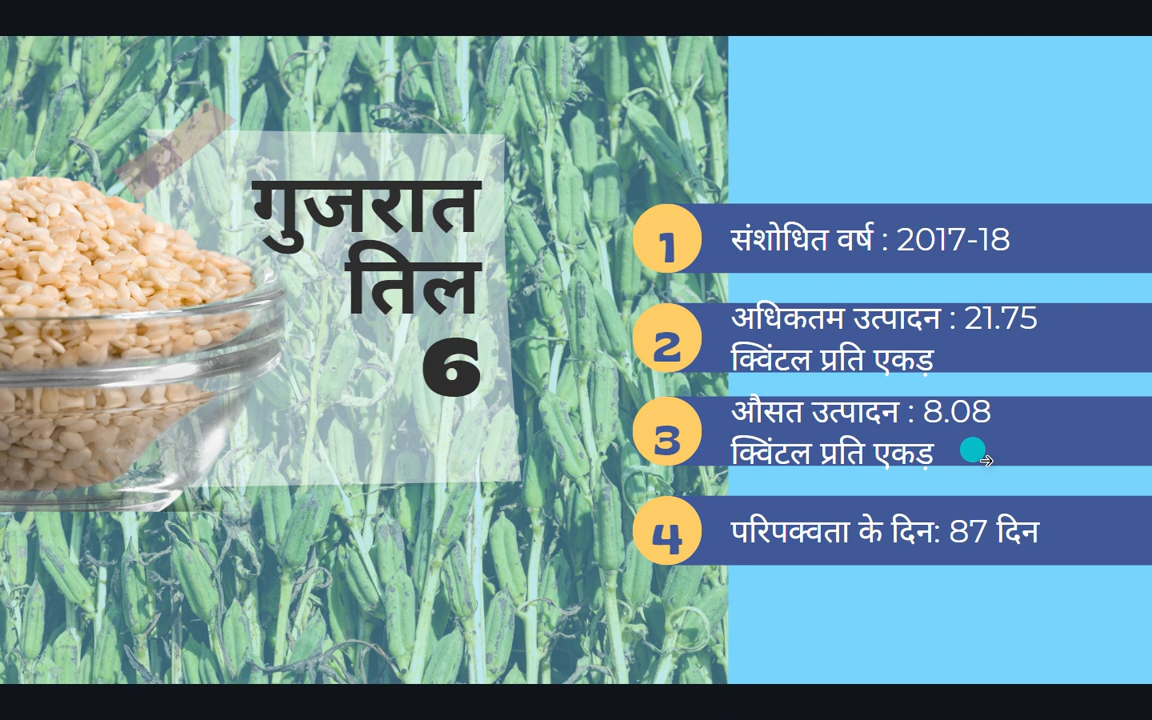 गुजरात
तिल
6
1
संशोधित वर्ष : 2017-18
2
अधिकतम उत्पादन : 21.75
क्विंटल प्रति एकड़
3
औसत उत्पादन : 8.08
क्विंटल प्रति एकड़
4
परिपक्वता के दिन: 87 दिन